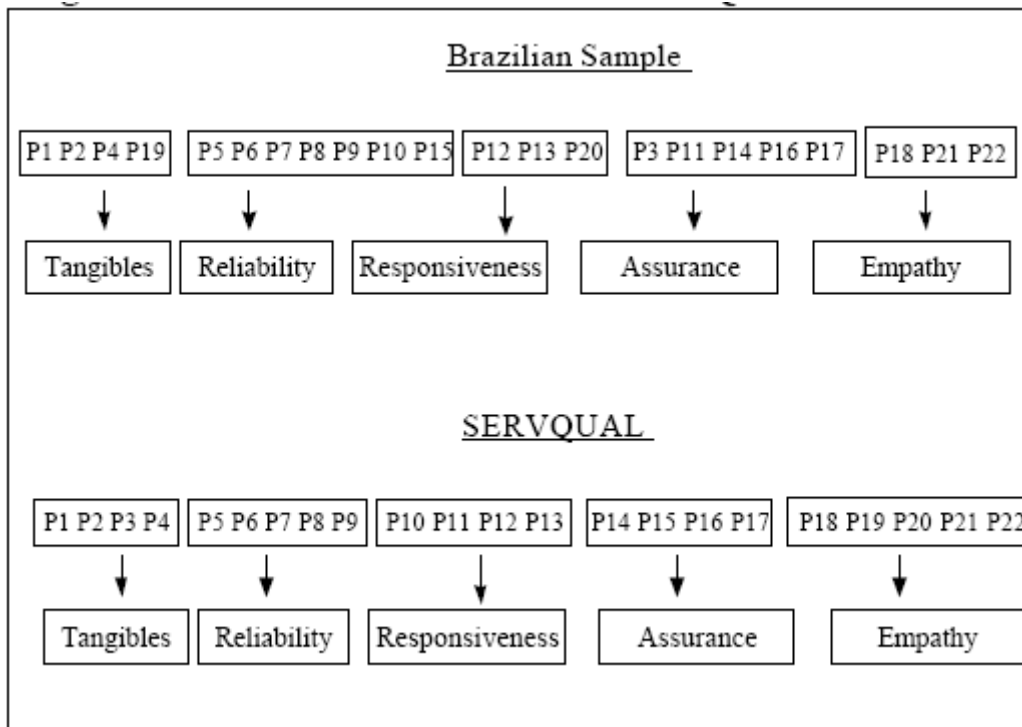 Brazilian Sample
P1 P2 P4 P19 P5 P6 P7 P8 P9 P10 P15 P12 P13 P20 P3 P11 P14 P16 P17 P18 P21 P22
Tangibles Reliability Responsiveness Assurance Empathy
SERVQUAL
P1 P2 P3 P4 P5 P6 P7 P8 P9 P10 P11 P12 P13 P14 P15 P16 P17 P18 P19 P20 P21 P22
Tangibles Reliability Responsiveness Assurance Empathy